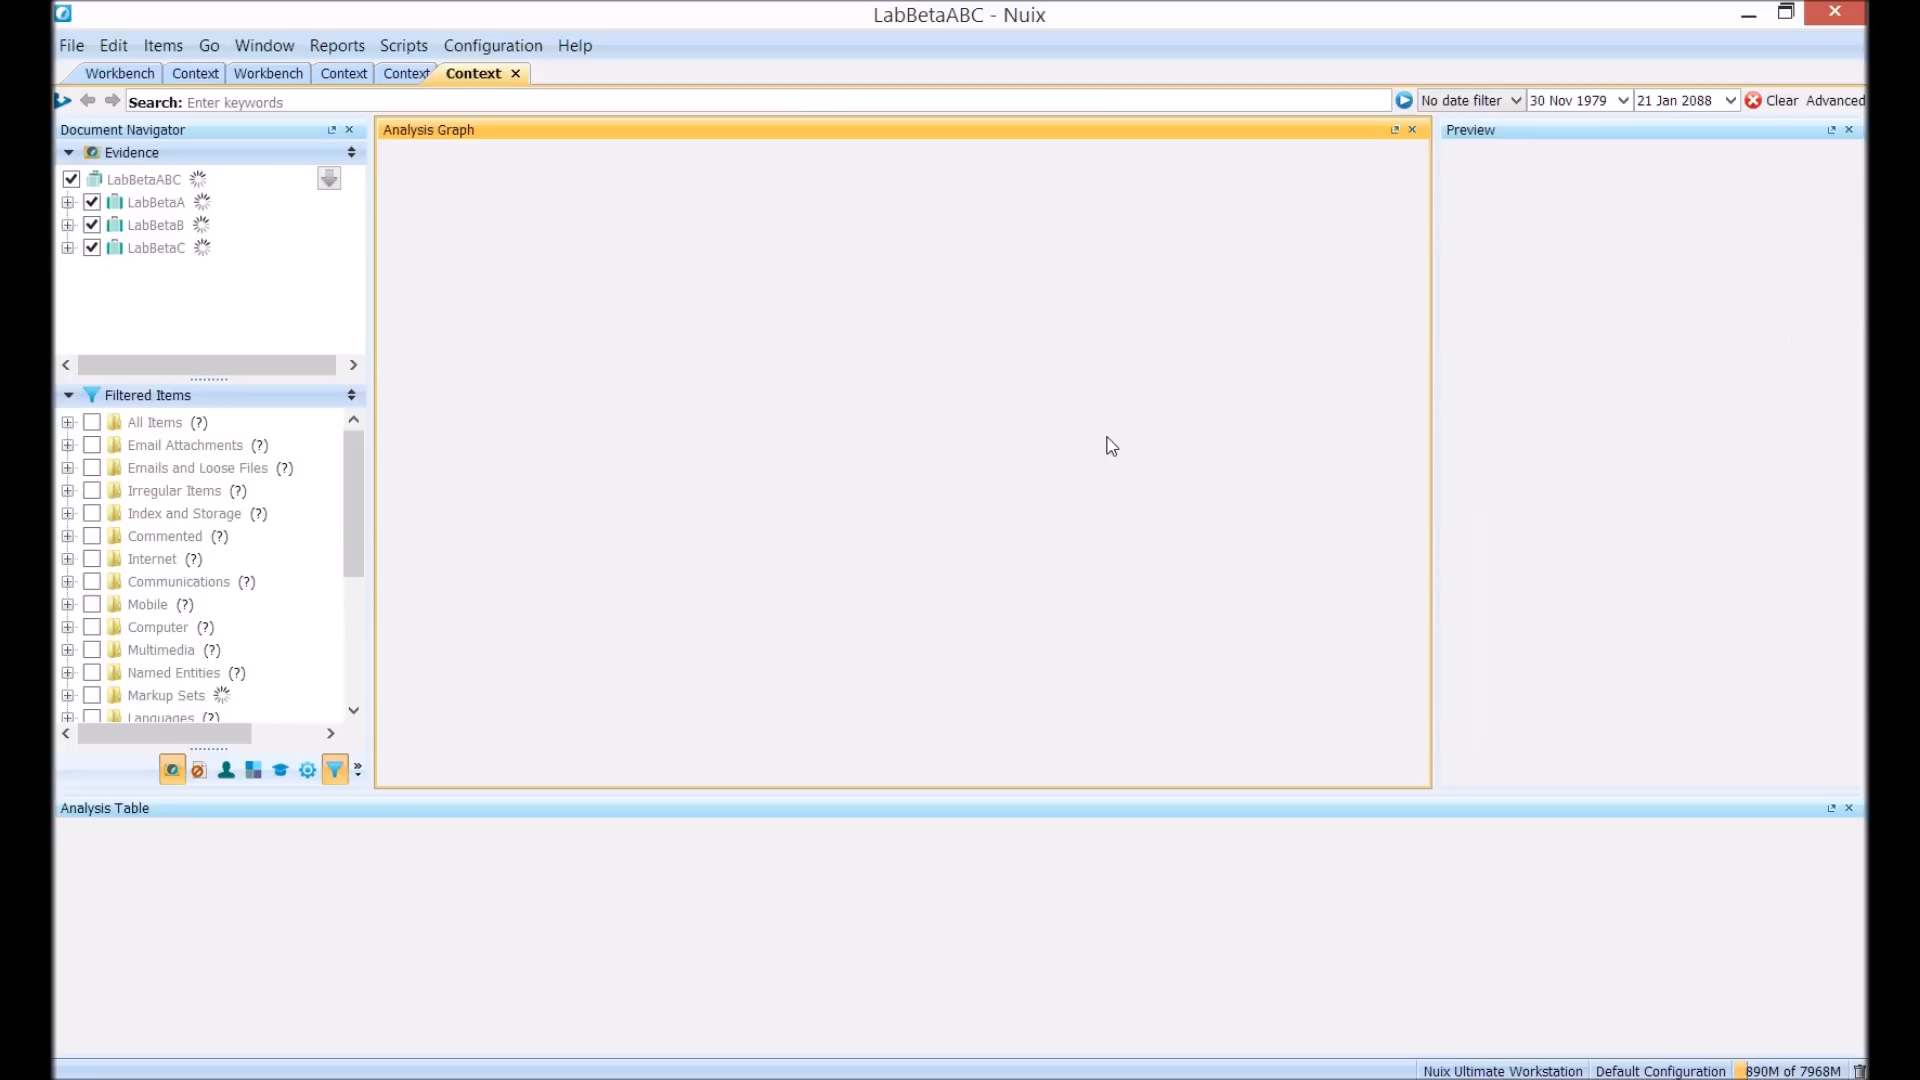 LabBetaABC - Nuix
File Edit Items Go Window Reports Scripts Configuration Help
Workbench Context Workbench Context Context Context
Search: Enter keywords No date filter 30 Nov 1979 21 Jan 2088 Clear Advanced
Document Navigator
Evidence
LabBetaABC
LabBetaA
LabBetaB
LabBetaC
Filtered Items
All Items (?)
Email Attachments (?)
Emails and Loose Files (?)
Irregular Items (?)
Index and Storage (?)
Commented (?)
Internet (?)
Communications (?)
Mobile (?)
Computer (?)
Multimedia (?)
Named Entities (?)
Markup Sets
Languages (?)
Analysis Graph
Preview
Analysis Table
Nuix Ultimate Workstation Default Configuration 890M of 7968M